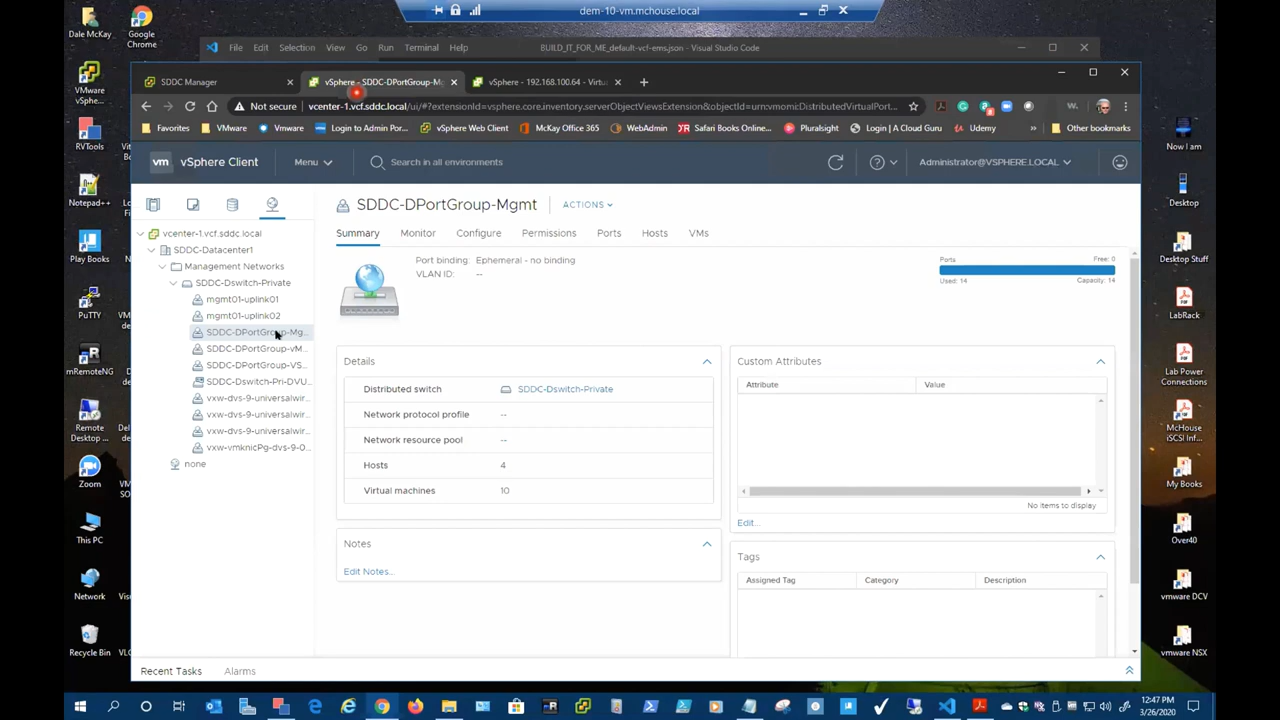 dem-10-vm.mchouse.local
Dale McKay
Google Chrome
VMware vSphe...
RVTools
Notepad++
Play Books
PuTTY
mRemoteNG
Remote Desktop ...
Zoom
This PC
Network
Recycle Bin
File Edit Selection View Go Run Terminal Help
BUILD_IT_FOR_ME_default-vcf-ems.json - Visual Studio Code
SDDC Manager
vSphere - SDDC-DPortGroup-M
vSphere - 192.168.100.64 - Virtu
Not secure
vcenter-1.vcf.sddc.local/ui/#?extensionId=vsphere.core.inventory.serverObjectViewsExtension&objectId=urn:vmomi:DistributedVirtualPort...
Favorites VMware Vmware Login to Admin Por... vSphere Web Client McKay Office 365 WebAdmin Safari Books Online... Pluralsight Login | A Cloud Guru Udemy » Other bookmarks
vm vSphere Client
Menu
Search in all environments
Administrator@VSPHERE.LOCAL
vcenter-1.vcf.sddc.local
SDDC-Datacenter1
Management Networks
SDDC-Dswitch-Private
mgmt01-uplink01
mgmt01-uplink02
SDDC-DPortGroup-Mg...
SDDC-DPortGroup-vM...
SDDC-DPortGroup-VS...
SDDC-Dswitch-Pri-DVU...
vxw-dvs-9-universalwir...
vxw-dvs-9-universalwir...
vxw-dvs-9-universalwir...
vxw-vmknicPg-dvs-9-0...
none
SDDC-DPortGroup-Mgmt
ACTIONS
Summary Monitor Configure Permissions Ports Hosts VMs
Port binding: Ephemeral - no binding
VLAN ID: --
Ports Free: 0
Used: 14 Capacity: 14
Details
Distributed switch SDDC-Dswitch-Private
Network protocol profile --
Network resource pool --
Hosts 4
Virtual machines 10
Notes
Edit Notes...
Custom Attributes
Attribute Value
No items to display
Edit...
Tags
Assigned Tag Category Description
Recent Tasks Alarms
Now I am
Desktop
Desktop Stuff
LabRack
Lab Power Connections
McHouse iSCSI Inf...
My Books
Over40
vmware DCV
vmware NSX
12:47 PM
3/26/2020